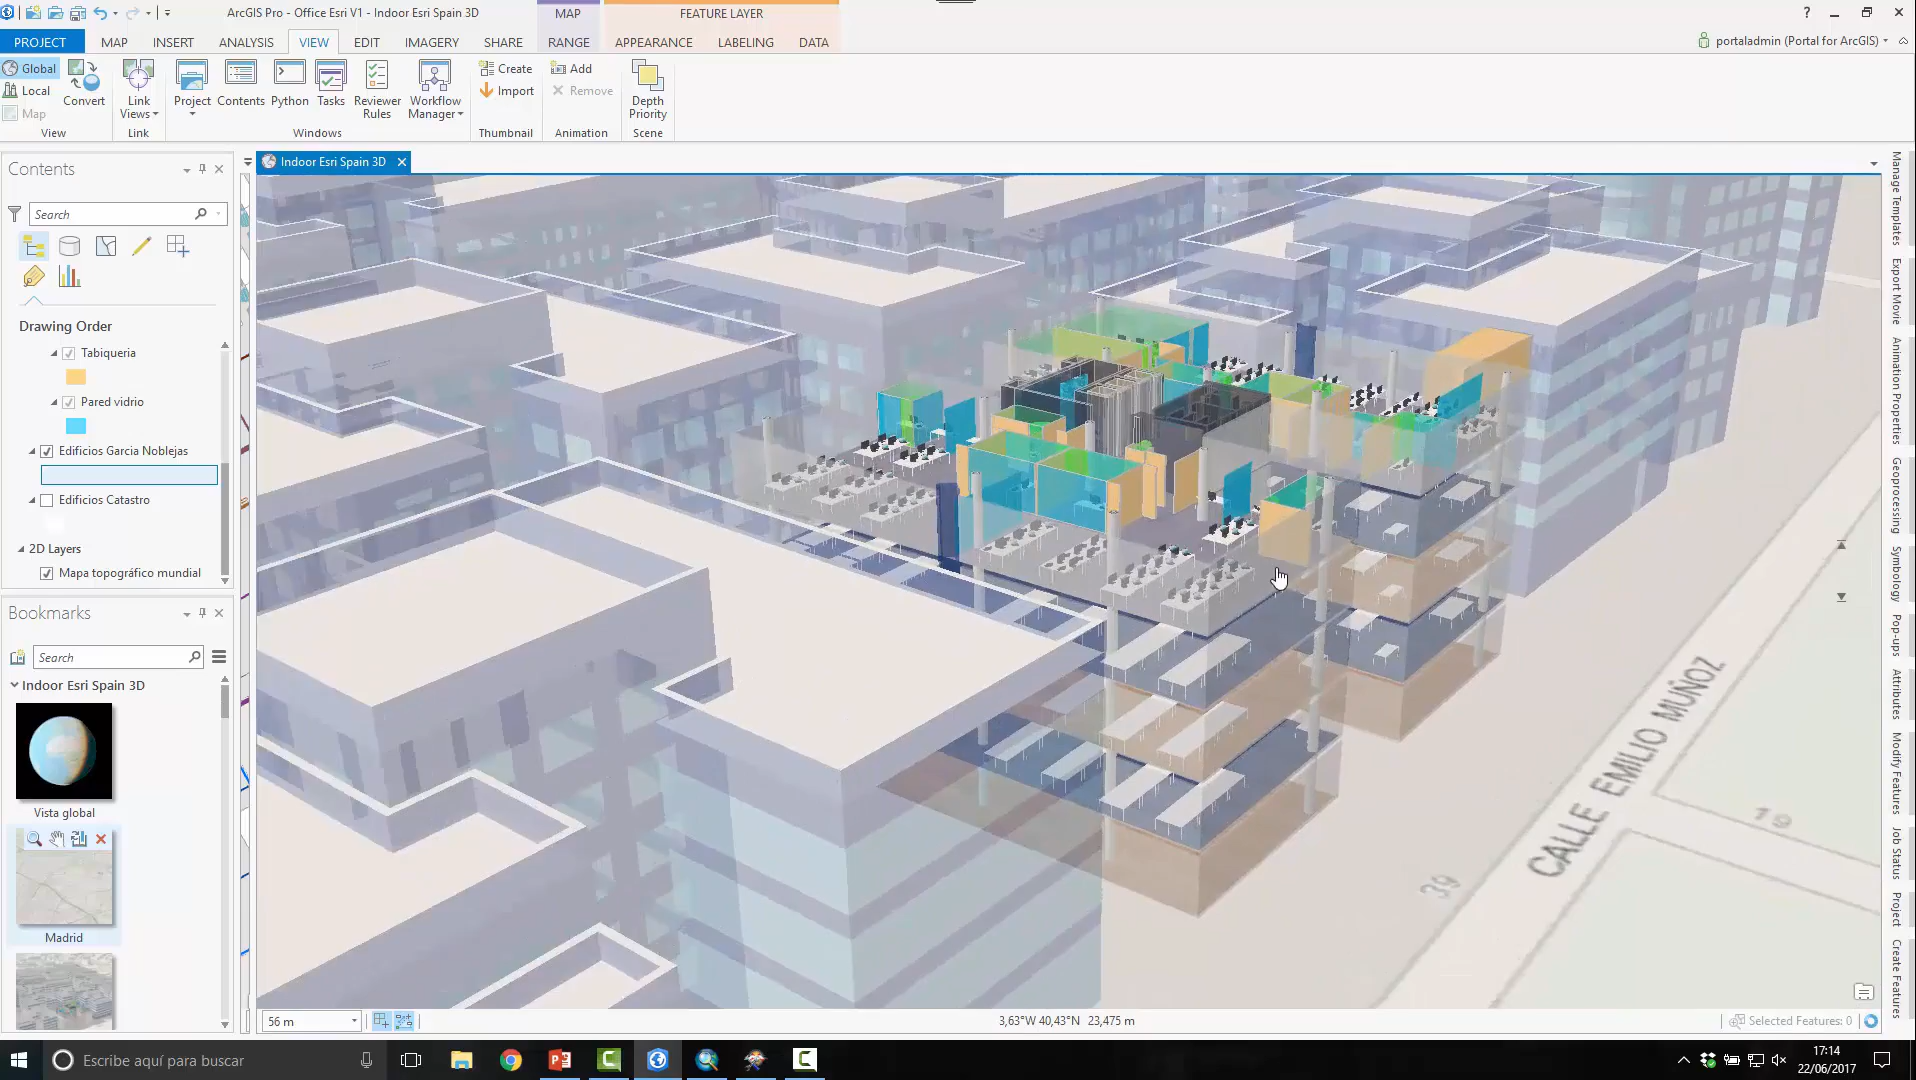 ArcGIS Pro - Office Esri V1 - Indoor Esri Spain 3D
MAP
FEATURE LAYER
?
PROJECT
MAP
INSERT
ANALYSIS
VIEW
EDIT
IMAGERY
SHARE
RANGE
APPEARANCE
LABELING
DATA
portaladmin (Portal for ArcGIS)
Global
Local
Map
Convert
View
Link
Views
Link
Project
Contents
Python
Tasks
Reviewer
Rules
Workflow
Manager
Windows
Create
Import
Thumbnail
Add
Remove
Animation
Depth
Priority
Scene
Contents
Search
Drawing Order
Tabiqueria
Pared vidrio
Edificios Garcia Noblejas
Edificios Catastro
2D Layers
Mapa topográfico mundial
Bookmarks
Search
Indoor Esri Spain 3D
Vista global
Madrid
Indoor Esri Spain 3D
CALLE EMILIO MUÑOZ
39
Manage Templates
Export Movie
Animation Properties
Geoprocessing
Symbology
Pop-ups
Attributes
Modify Features
Job Status
Project
Create Features
56 m
3,63°W 40,43°N 23,475 m
Selected Features: 0
Escribe aquí para buscar
17:14
22/06/2017